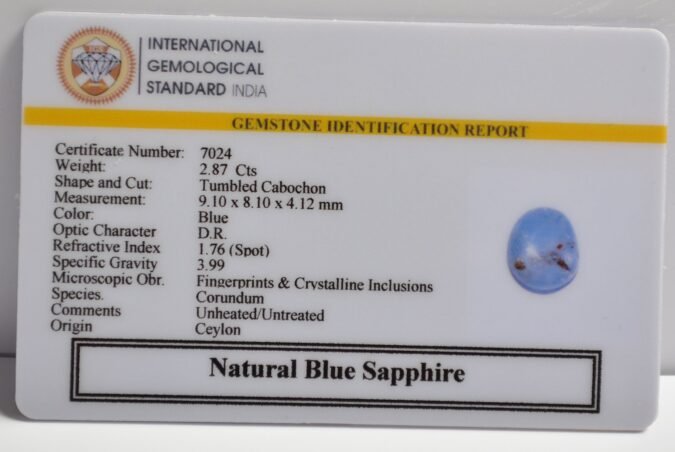 INTERNATIONAL
GEMOLOGICAL
STANDARD INDIA
GEMSTONE IDENTIFICATION REPORT
Certificate Number: 7024
Weight: 2.87 Cts
Shape and Cut: Tumbled Cabochon
Measurement: 9.10 x 8.10 x 4.12 mm
Color: Blue
Optic Character D.R.
Refractive Index 1.76 (Spot)
Specific Gravity 3.99
Microscopic Obr. Fingerprints & Crystalline Inclusions
Species. Corundum
Comments Unheated/Untreated
Origin Ceylon
Natural Blue Sapphire